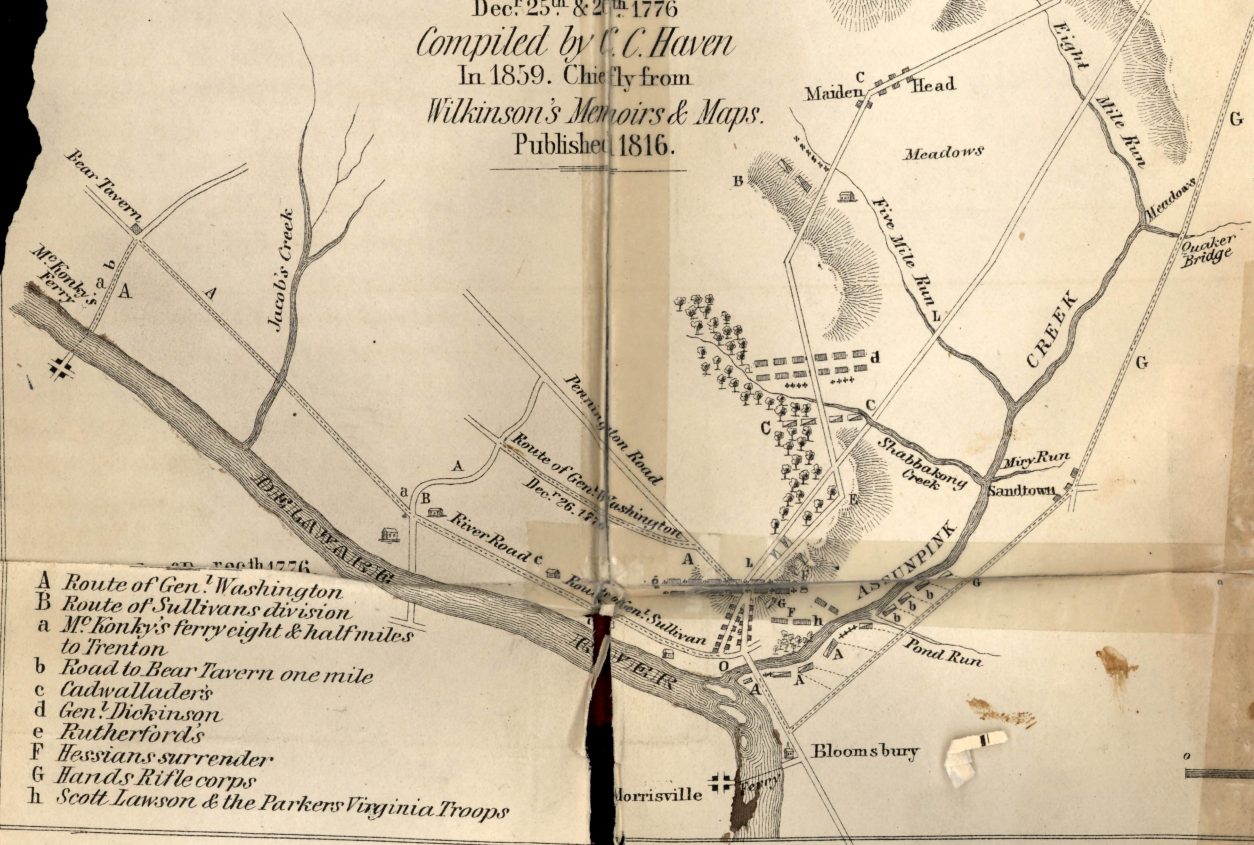 Decr. 25th. & 26th. 1776
Compiled by C. C. Haven
In 1859. Chiefly from
Wilkinson's Memoirs & Maps.
Published 1816.
Eight Mile Run
C
Maiden Head
G
Meadows
Bear Tavern
B
Meadows
Five Mile Run
Quaker
Bridge
Mc.Konky's
Ferry
b
a
A
A
Jacob's Creek
L
CREEK
d
G
Pennington Road
C
C
Shabbakong
Creek
Route of Genl. Washington
Decr. 26. 177
A
Miry Run
Sandtown
a
B
E
River Road
c
DELAWARE
ASSUNPINK
A
L
G
Route of Genl. Sullivan
G
F
h
b
b
b
A Route of Genl. Washington
B Route of Sullivans division
a Mc.Konky's ferry eight & half miles
to Trenton
b Road to Bear Tavern one mile
c Cadwallader's
d Genl. Dickinson
e Rutherford's
F Hessians surrender
G Hands Rifle corps
h Scott Lawson & the Parkers Virginia Troops
Pond Run
RIVER
O
A
A
A
Bloomsbury
Morrisville
Ferry
o